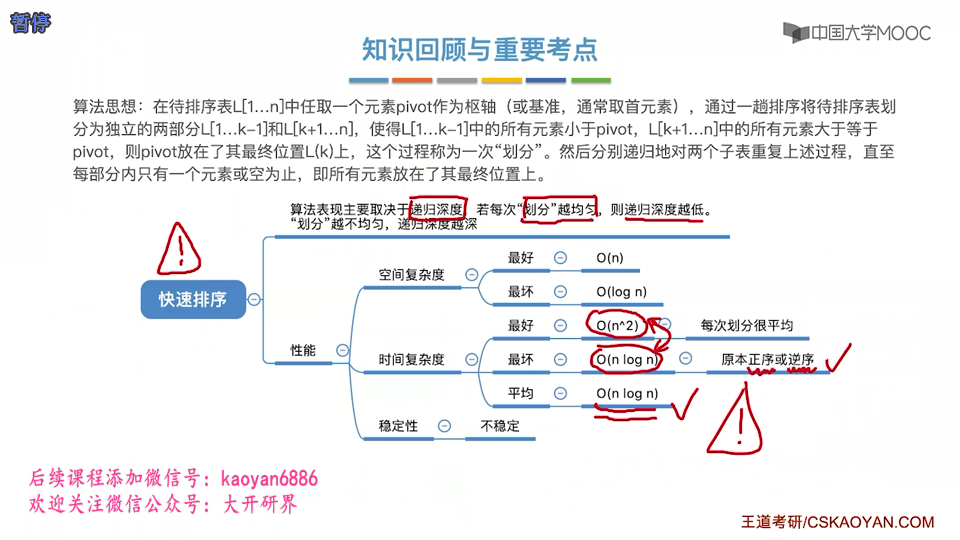 暂停
中国大学MOOC
知识回顾与重要考点
算法思想：在待排序表L[1…n]中任取一个元素pivot作为枢轴（或基准，通常取首元素），通过一趟排序将待排序表划
分为独立的两部分L[1…k-1]和L[k+1…n]，使得L[1…k-1]中的所有元素小于pivot，L[k+1…n]中的所有元素大于等于
pivot，则pivot放在了其最终位置L(k)上，这个过程称为一次“划分”。然后分别递归地对两个子表重复上述过程，直至
每部分内只有一个元素或空为止，即所有元素放在了其最终位置上。
算法表现主要取决于递归深度，若每次“划分”越均匀，则递归深度越低。
“划分”越不均匀，递归深度越深
快速排序
性能
空间复杂度
最好
O(n)
最坏
O(log n)
时间复杂度
最好
O(n^2)
每次划分很平均
最坏
O(n log n)
原本正序或逆序
平均
O(n log n)
稳定性
不稳定
后续课程添加微信号：kaoyan6886
欢迎关注微信公众号：大开研界
王道考研/CSKAOYAN.COM